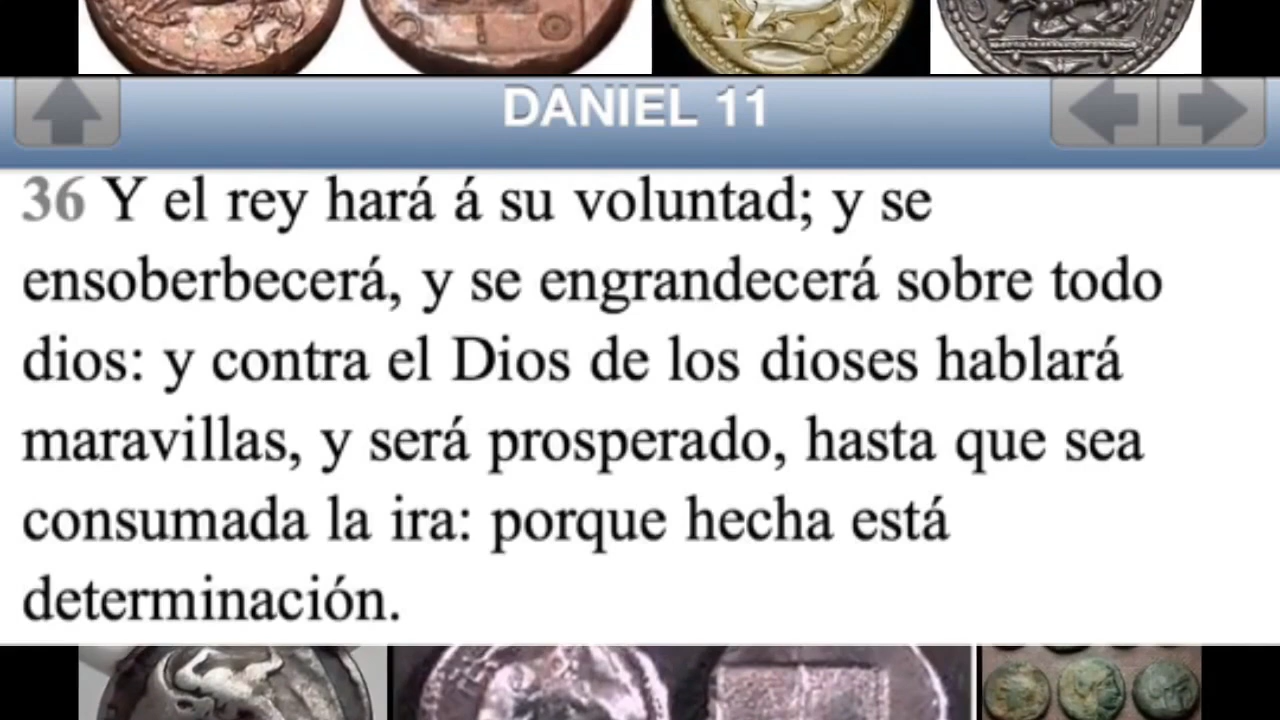 DANIEL 11
36 Y el rey hará á su voluntad; y se
ensoberbecerá, y se engrandecerá sobre todo
dios: y contra el Dios de los dioses hablará
maravillas, y será prosperado, hasta que sea
consumada la ira: porque hecha está
determinación.